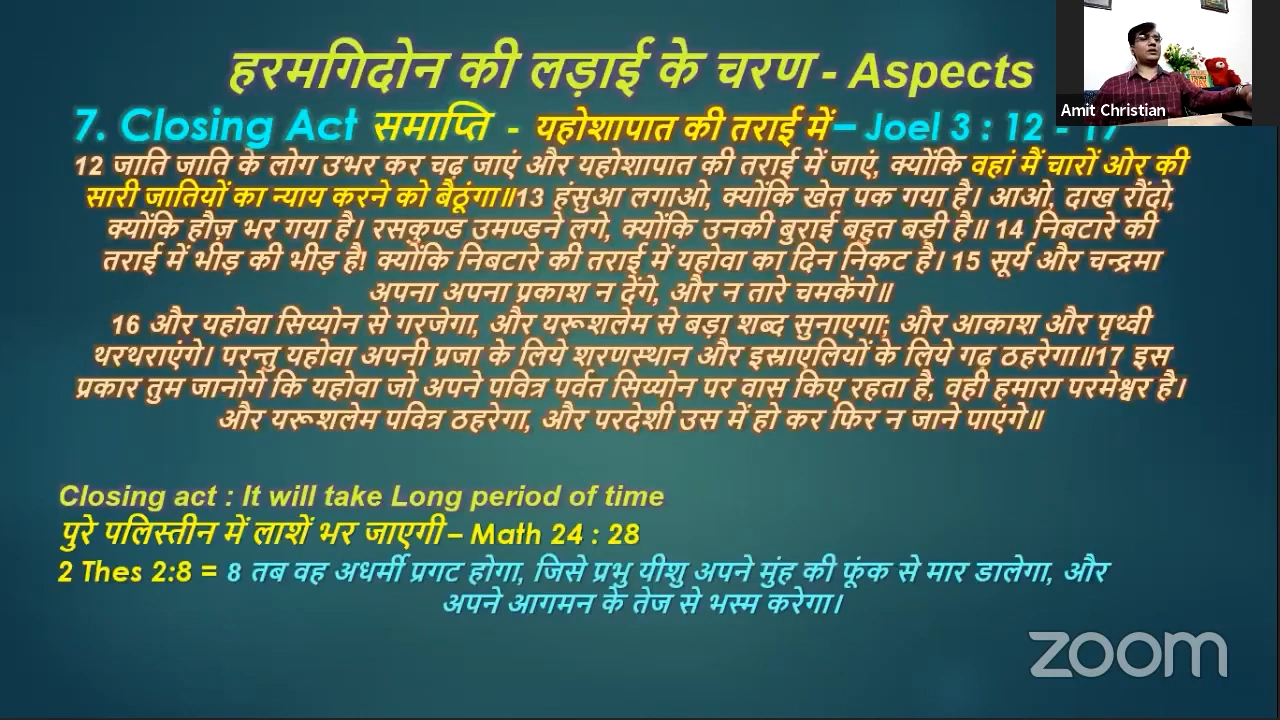 हरमगिदोन की लड़ाई के चरण - Aspects
7. Closing Act समाप्ति - यहोशापात की तराई में – Joel 3 : 12 - 17
12 जाति जाति के लोग उभर कर चढ़ जाएं और यहोशापात की तराई में जाएं, क्योंकि वहां मैं चारों ओर की
सारी जातियों का न्याय करने को बैठूंगा॥13 हंसुआ लगाओ, क्योंकि खेत पक गया है। आओ, दाख रौंदो,
क्योंकि हौज़ भर गया है। रसकुण्ड उमण्डने लगे, क्योंकि उनकी बुराई बहुत बड़ी है॥ 14 निबटारे की
तराई में भीड़ की भीड़ है! क्योंकि निबटारे की तराई में यहोवा का दिन निकट है। 15 सूर्य और चन्द्रमा
अपना अपना प्रकाश न देंगे, और न तारे चमकेंगे॥
16 और यहोवा सिय्योन से गरजेगा, और यरूशलेम से बड़ा शब्द सुनाएगा; और आकाश और पृथ्वी
थरथराएंगे। परन्तु यहोवा अपनी प्रजा के लिये शरणस्थान और इस्राएलियों के लिये गढ़ ठहरेगा॥17 इस
प्रकार तुम जानोगे कि यहोवा जो अपने पवित्र पर्वत सिय्योन पर वास किए रहता है, वही हमारा परमेश्वर है।
और यरूशलेम पवित्र ठहरेगा, और परदेशी उस में हो कर फिर न जाने पाएंगे॥
Closing act : It will take Long period of time
पुरे पलिस्तीन में लाशें भर जाएगी – Math 24 : 28
2 Thes 2:8 = 8 तब वह अधर्मी प्रगट होगा, जिसे प्रभु यीशु अपने मुंह की फूंक से मार डालेगा, और
अपने आगमन के तेज से भस्म करेगा।
Amit Christian
zoom